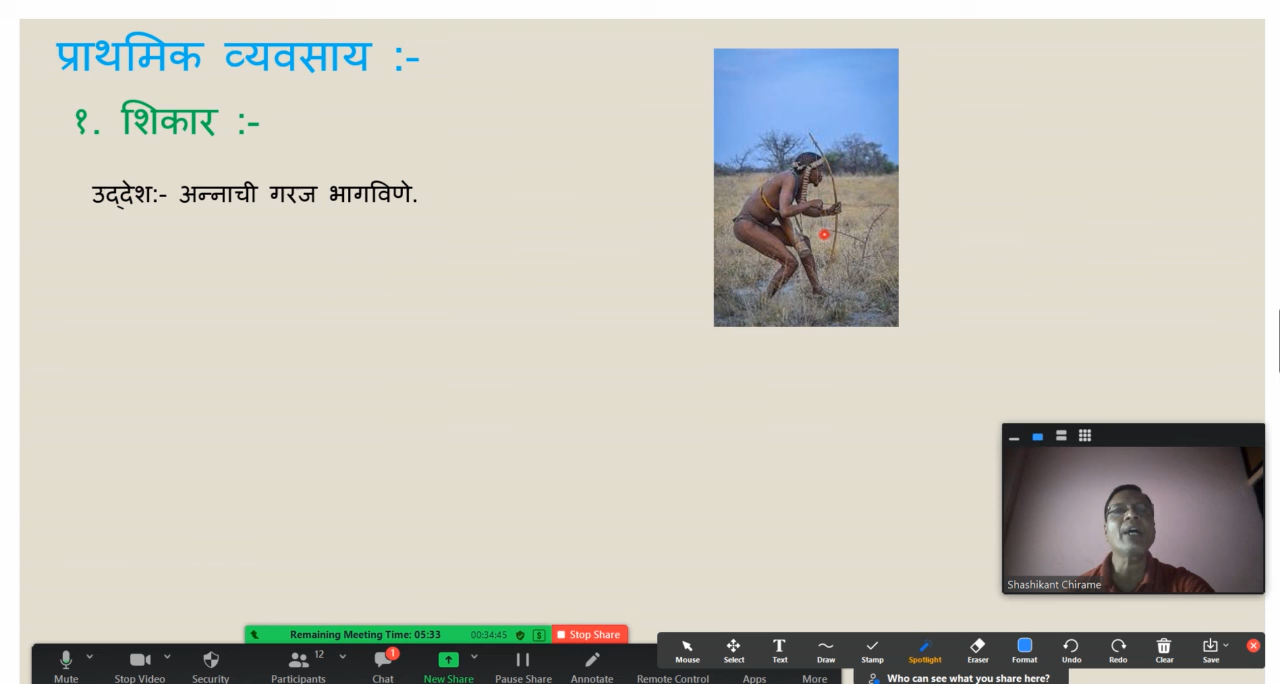 प्राथमिक व्यवसाय :-
१. शिकार :-
उद्देश:- अन्नाची गरज भागविणे.
Shashikant Chirame
Remaining Meeting Time: 05:33 00:34:45 Stop Share
Mouse Select Text Draw Stamp Spotlight Eraser Format Undo Redo Clear Save
12 1
Mute Stop Video Security Participants Chat New Share Pause Share Annotate Remote Control Apps More
Who can see what you share here?